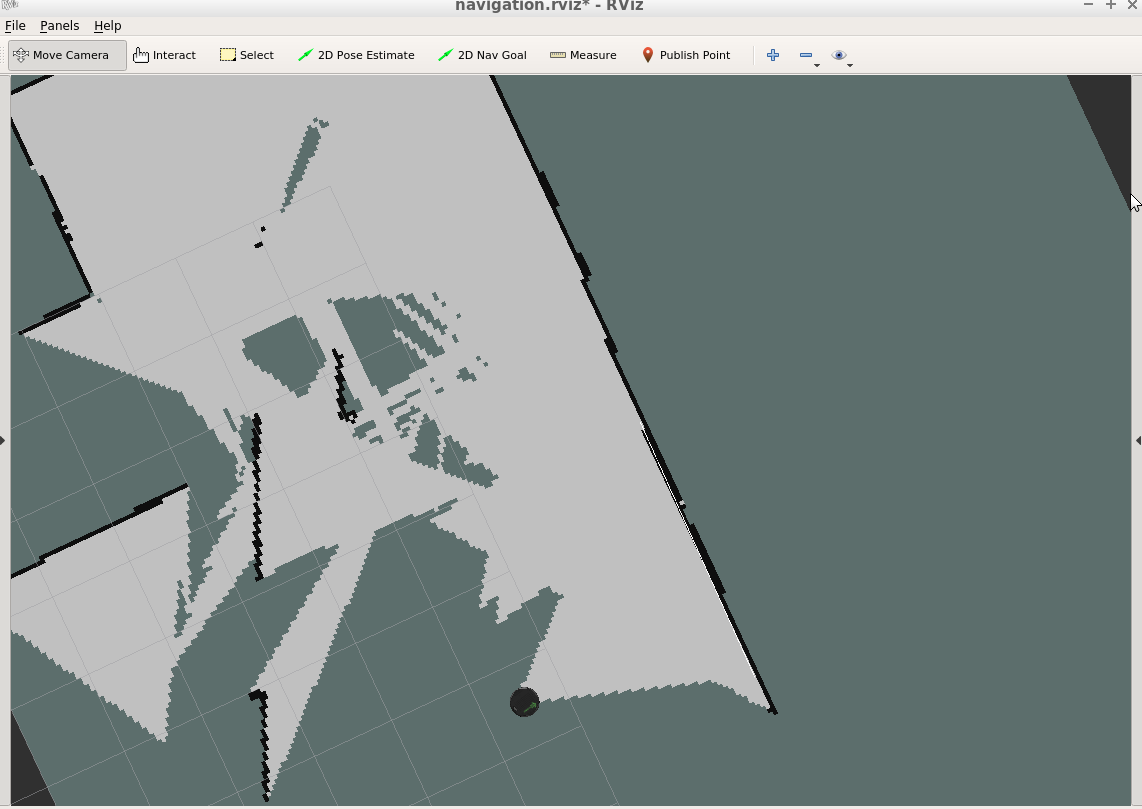 navigation.rviz* - RViz
File Panels Help
Move Camera Interact Select 2D Pose Estimate 2D Nav Goal Measure Publish Point